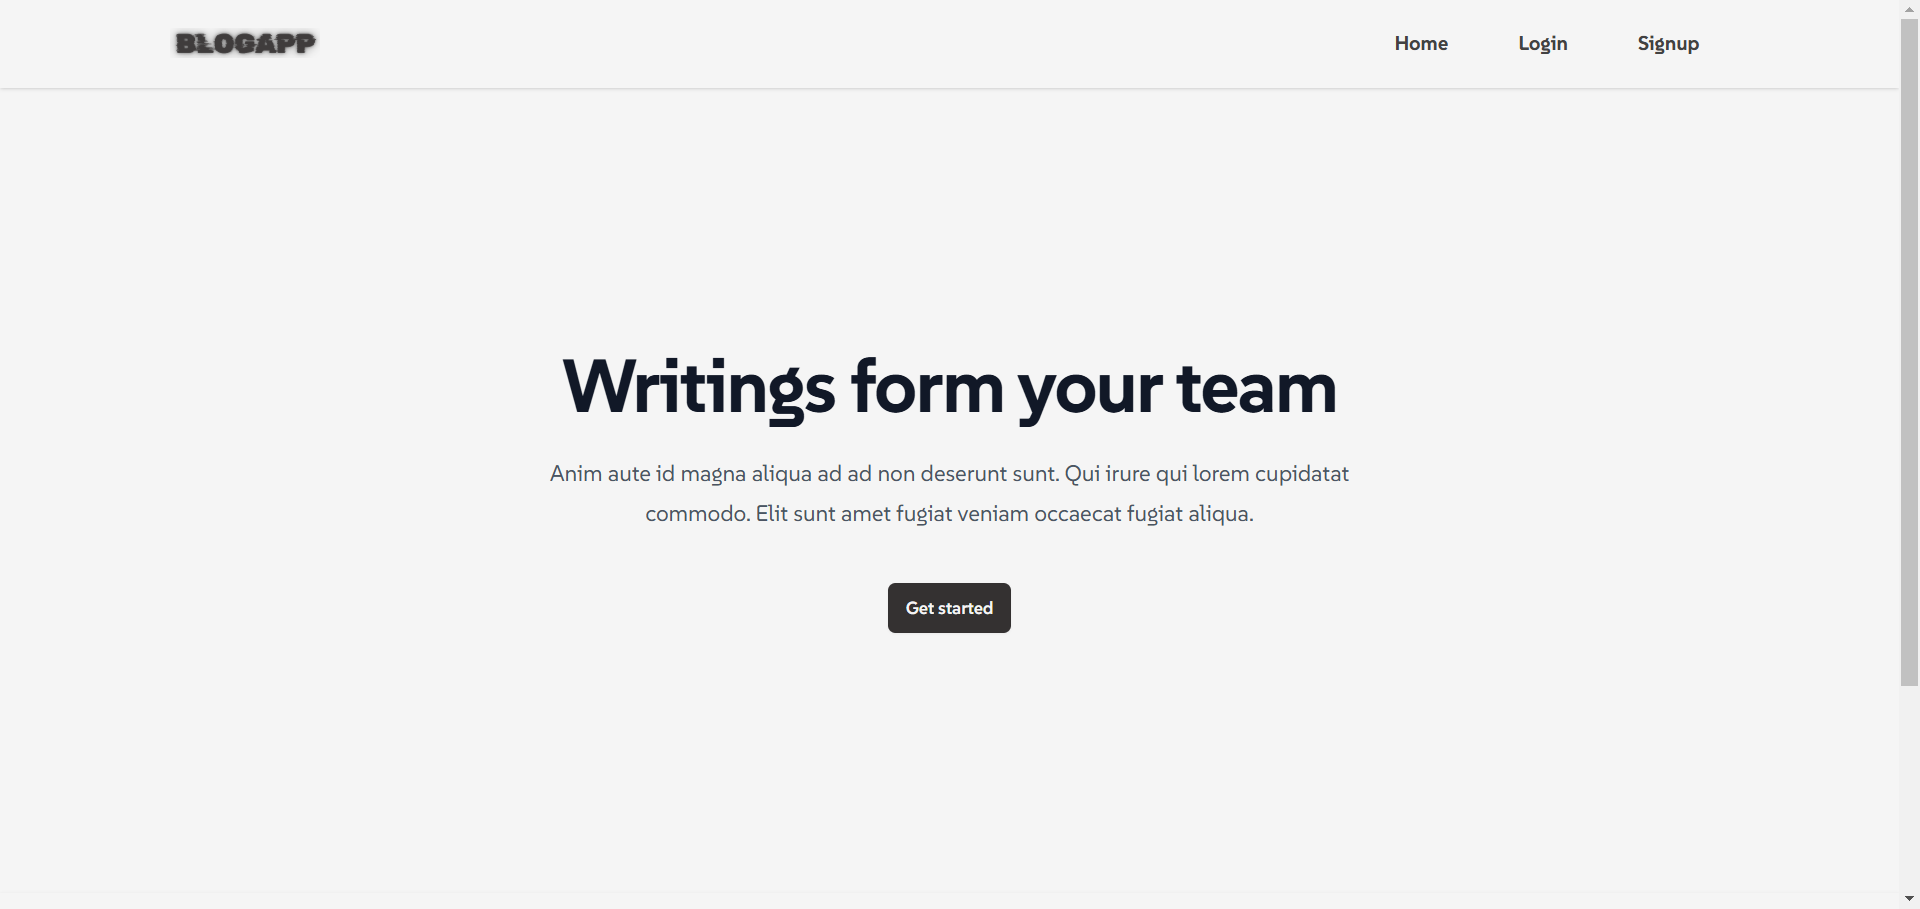 BLOGAPP
Home Login Signup
Writings form your team
Anim aute id magna aliqua ad ad non deserunt sunt. Qui irure qui lorem cupidatat
commodo. Elit sunt amet fugiat veniam occaecat fugiat aliqua.
Get started